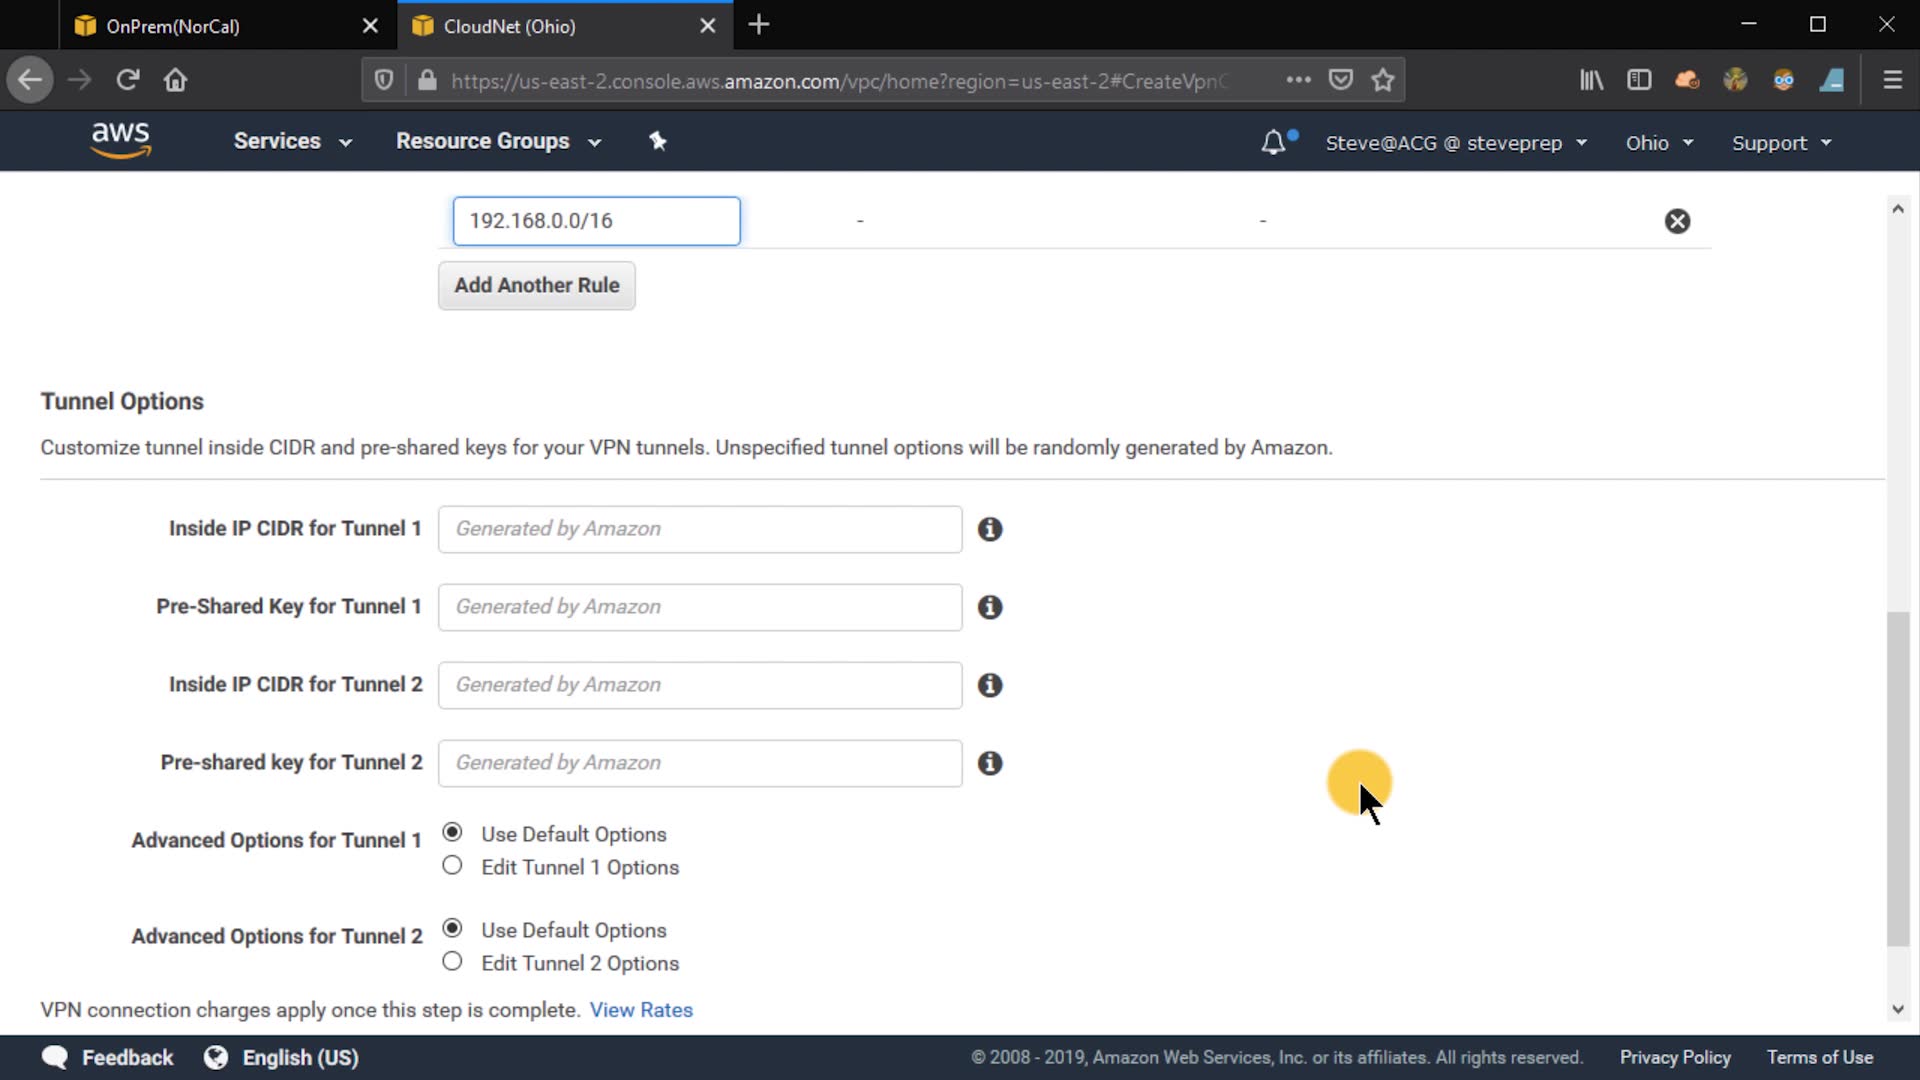 OnPrem(NorCal)
CloudNet (Ohio)
https://us-east-2.console.aws.amazon.com/vpc/home?region=us-east-2#CreateVpnC
aws
Services
Resource Groups
Steve@ACG @ steveprep
Ohio
Support
192.168.0.0/16
-
-
Add Another Rule
Tunnel Options
Customize tunnel inside CIDR and pre-shared keys for your VPN tunnels. Unspecified tunnel options will be randomly generated by Amazon.
Inside IP CIDR for Tunnel 1
Generated by Amazon
Pre-Shared Key for Tunnel 1
Generated by Amazon
Inside IP CIDR for Tunnel 2
Generated by Amazon
Pre-shared key for Tunnel 2
Generated by Amazon
Advanced Options for Tunnel 1
Use Default Options
Edit Tunnel 1 Options
Advanced Options for Tunnel 2
Use Default Options
Edit Tunnel 2 Options
VPN connection charges apply once this step is complete. View Rates
Feedback
English (US)
© 2008 - 2019, Amazon Web Services, Inc. or its affiliates. All rights reserved.
Privacy Policy
Terms of Use